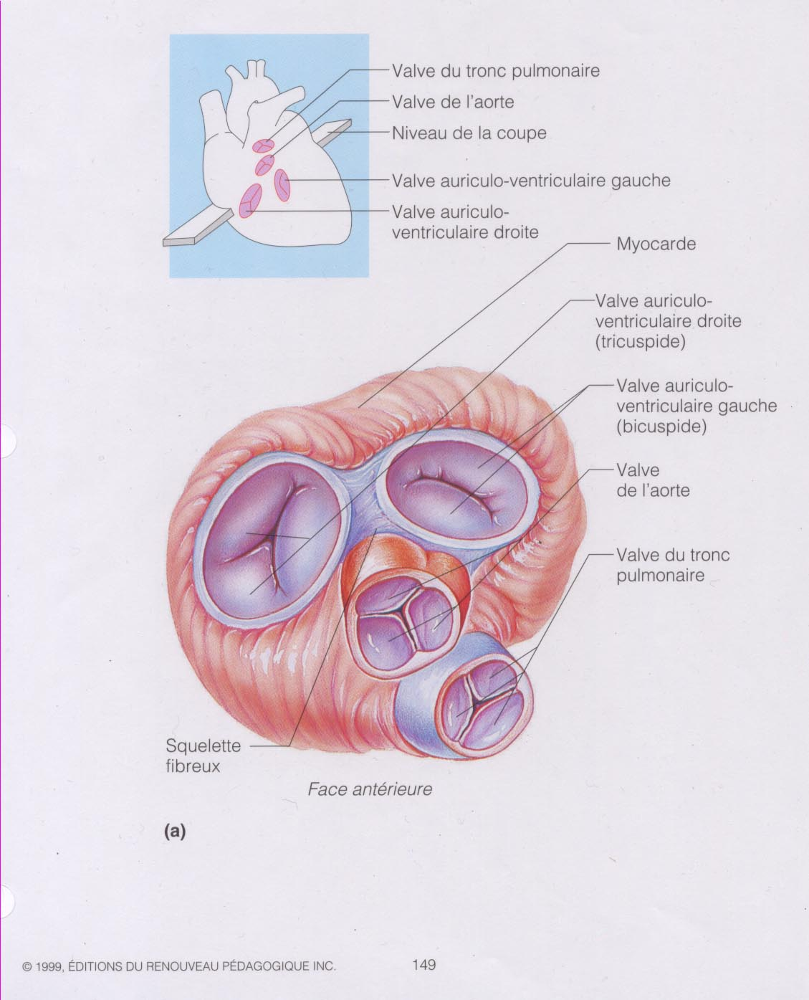 Valve du tronc pulmonaire
Valve de l'aorte
Niveau de la coupe
Valve auriculo-ventriculaire gauche
Valve auriculo-
ventriculaire droite
Myocarde
Valve auriculo-
ventriculaire droite
(tricuspide)
Valve auriculo-
ventriculaire gauche
(bicuspide)
Valve
de l'aorte
Valve du tronc
pulmonaire
Squelette
fibreux
Face antérieure
(a)
© 1999, ÉDITIONS DU RENOUVEAU PÉDAGOGIQUE INC.
149